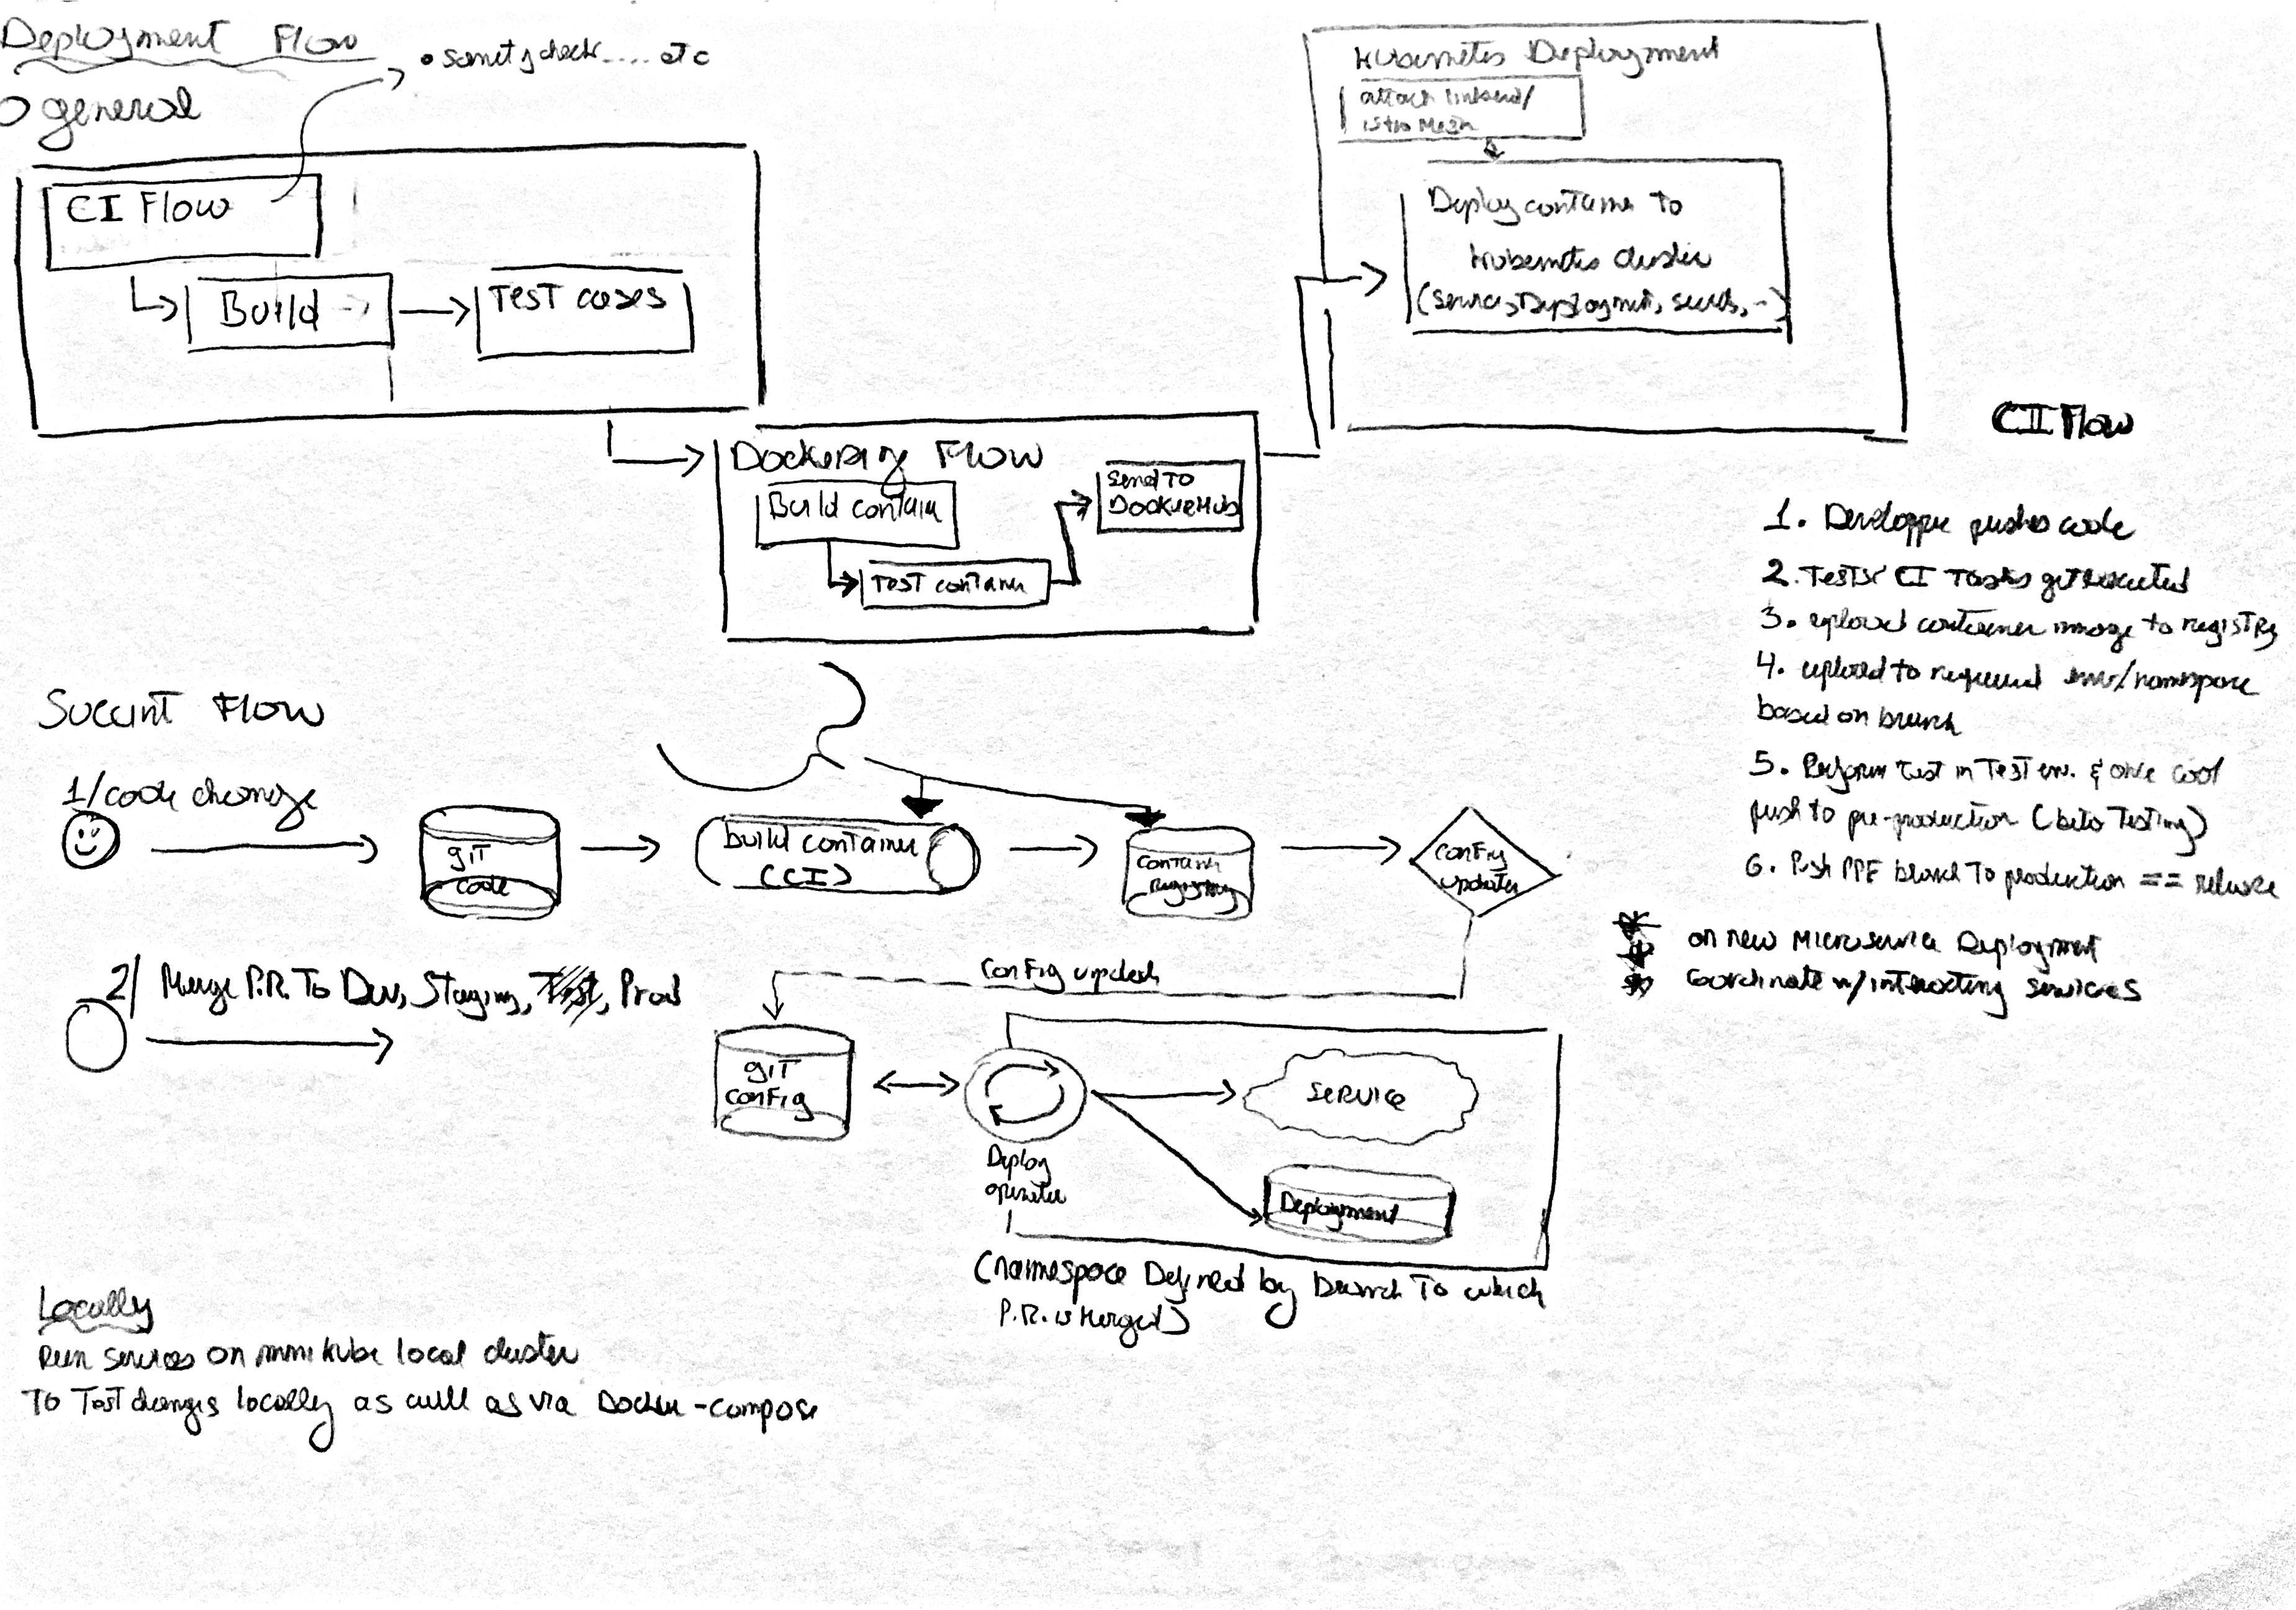 Deployment Flow
• sanity check.... etc
general
CI Flow
Build
Test cases
Kubernetes Deployment
attach linkerd/
istio Mesh
Deploy container to
kubernetes cluster
(service, Deployment, secrets, ..)
Dockerize Flow
Build contain
Test container
Send To
DockerHub
CI Flow
1. Developper pushes code
2. Tests & CI Tasks get executed
3. upload container image to registry
4. upload to required env/namespace
based on branch
5. Perform test in Test env. & once cool
push to pre-production (beta Testing)
6. Push PPE branch To production == release
on new Microservice Deployment
coordinate w/interacting services
Succint Flow
1/code change
git
code
build container
(CI)
container
registry
config
updater
2/ Merge P.R. To Dev, Staging, Test, Prod
config update
git
config
Deploy
operator
Service
Deployment
(namespace Defined by branch To which
P.R. is Merged)
Locally
Run services on minikube local cluster
To Test changes locally as well as via Docker-compose